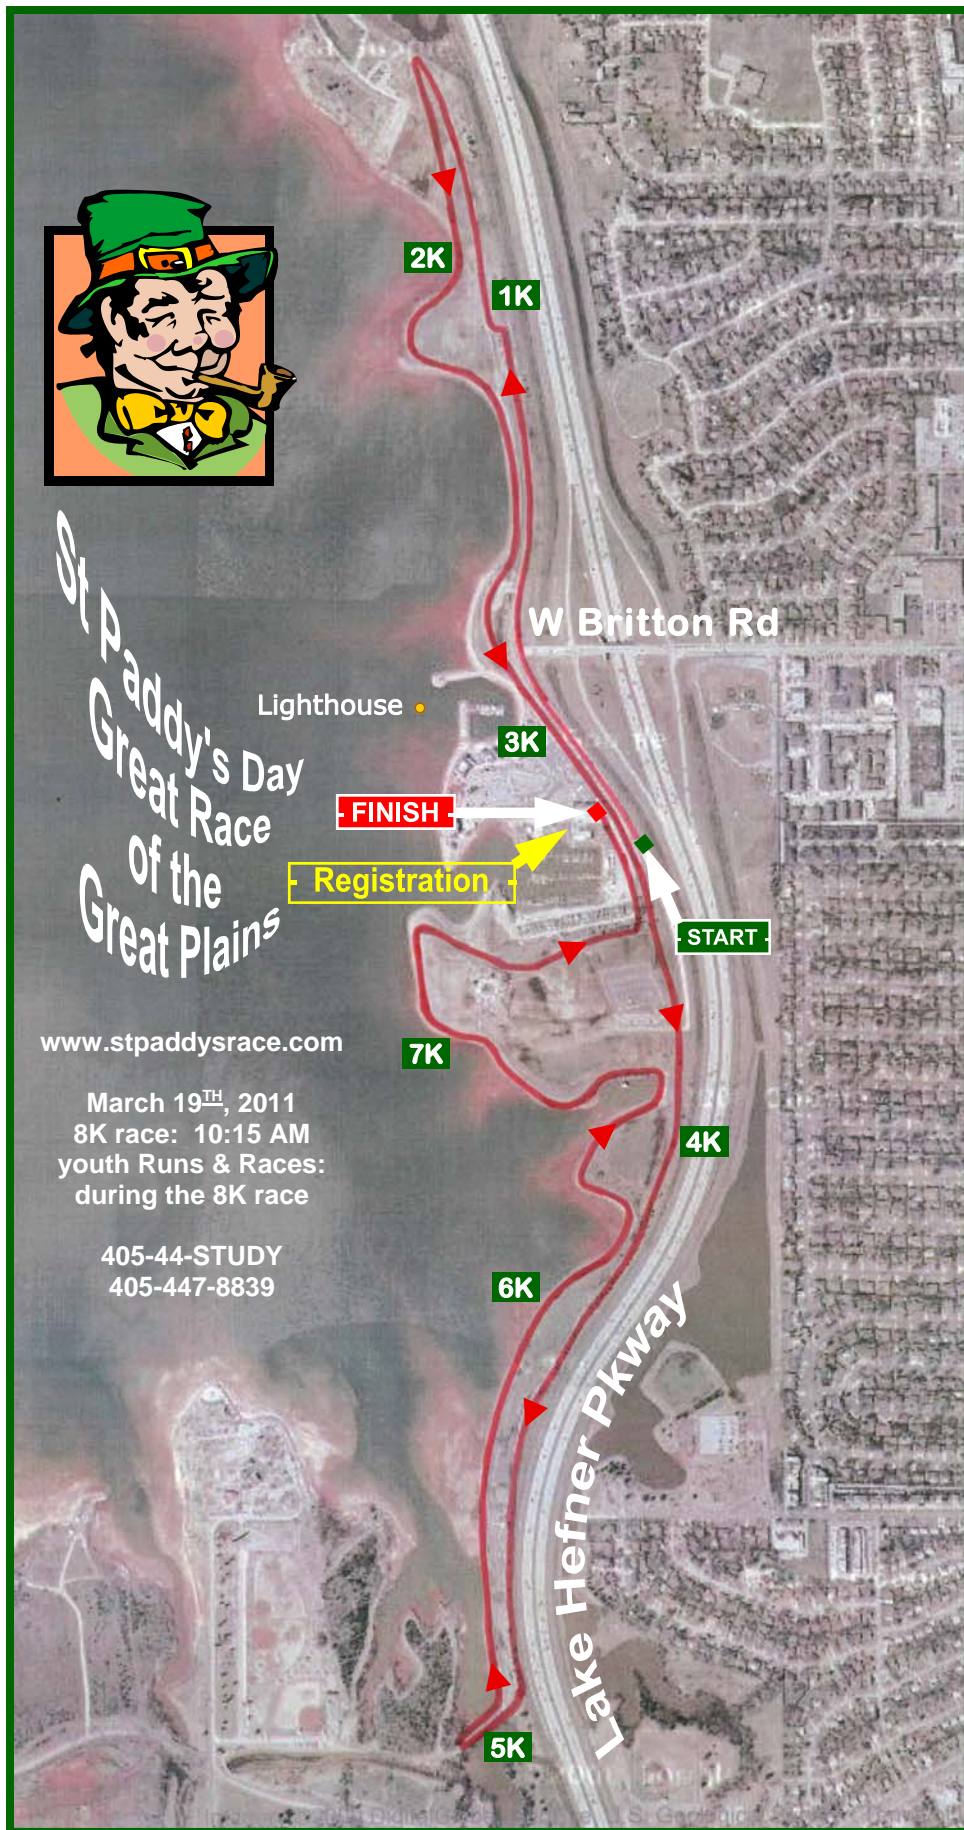 2K
1K
St Paddy's Day
Great Race
of the
Great Plains
W Britton Rd
Lighthouse
3K
FINISH
Registration
START
www.stpaddysrace.com
7K
March 19TH, 2011
8K race: 10:15 AM
youth Runs & Races:
during the 8K race
4K
405-44-STUDY
405-447-8839
6K
Lake Hefner Pkway
5K